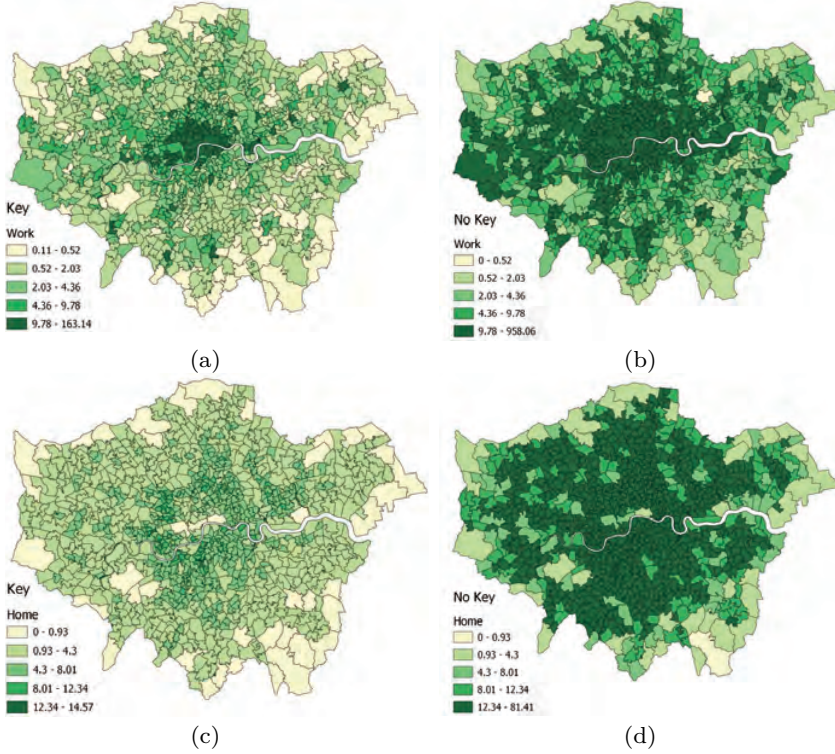 Key
Work
0.11 - 0.52
0.52 - 2.03
2.03 - 4.36
4.36 - 9.78
9.78 - 163.14
(a)
No Key
Work
0 - 0.52
0.52 - 2.03
2.03 - 4.36
4.36 - 9.78
9.78 - 958.06
(b)
Key
Home
0 - 0.93
0.93 - 4.3
4.3 - 8.01
8.01 - 12.34
12.34 - 14.57
(c)
No Key
Home
0 - 0.93
0.93 - 4.3
4.3 - 8.01
8.01 - 12.34
12.34 - 81.41
(d)